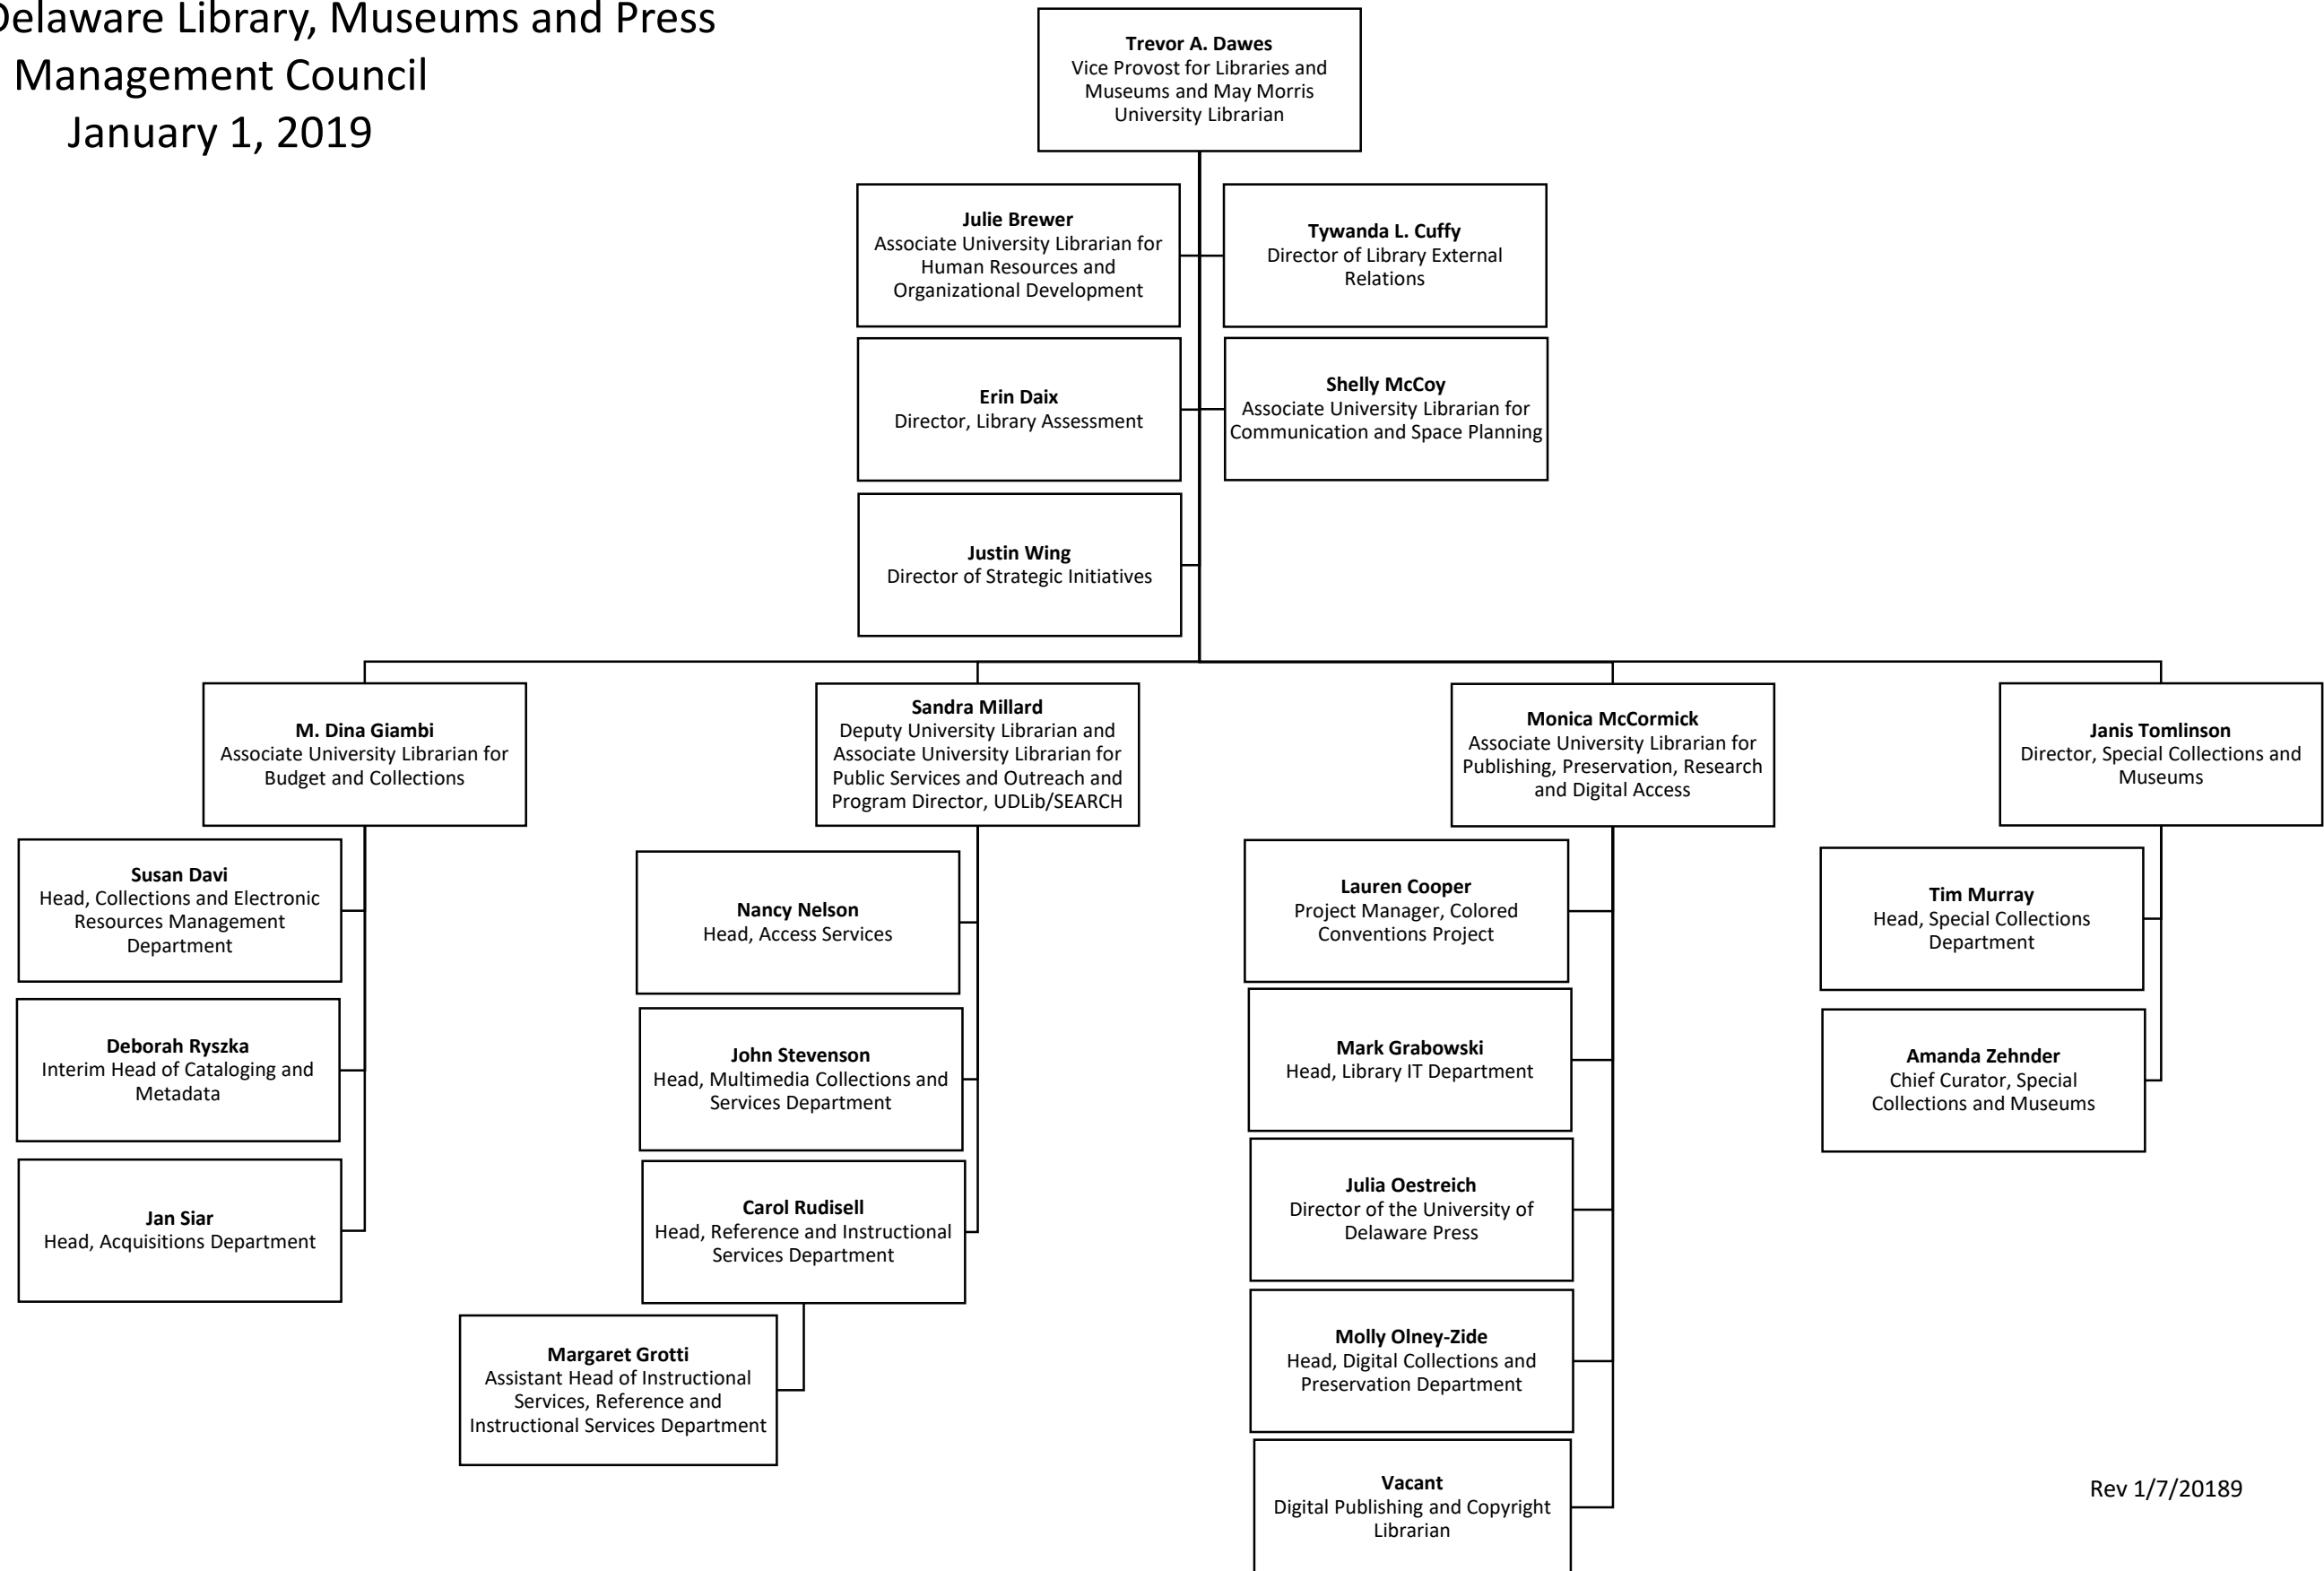 Delaware Library, Museums and Press
Management Council
January 1, 2019
Trevor A. Dawes
Vice Provost for Libraries and
Museums and May Morris
University Librarian
Julie Brewer
Associate University Librarian for
Human Resources and
Organizational Development
Tywanda L. Cuffy
Director of Library External
Relations
Erin Daix
Director, Library Assessment
Shelly McCoy
Associate University Librarian for
Communication and Space Planning
Justin Wing
Director of Strategic Initiatives
M. Dina Giambi
Associate University Librarian for
Budget and Collections
Sandra Millard
Deputy University Librarian and
Associate University Librarian for
Public Services and Outreach and
Program Director, UDLib/SEARCH
Monica McCormick
Associate University Librarian for
Publishing, Preservation, Research
and Digital Access
Janis Tomlinson
Director, Special Collections and
Museums
Susan Davi
Head, Collections and Electronic
Resources Management
Department
Deborah Ryszka
Interim Head of Cataloging and
Metadata
Jan Siar
Head, Acquisitions Department
Nancy Nelson
Head, Access Services
John Stevenson
Head, Multimedia Collections and
Services Department
Carol Rudisell
Head, Reference and Instructional
Services Department
Margaret Grotti
Assistant Head of Instructional
Services, Reference and
Instructional Services Department
Lauren Cooper
Project Manager, Colored
Conventions Project
Mark Grabowski
Head, Library IT Department
Julia Oestreich
Director of the University of
Delaware Press
Molly Olney-Zide
Head, Digital Collections and
Preservation Department
Vacant
Digital Publishing and Copyright
Librarian
Tim Murray
Head, Special Collections
Department
Amanda Zehnder
Chief Curator, Special
Collections and Museums
Rev 1/7/20189